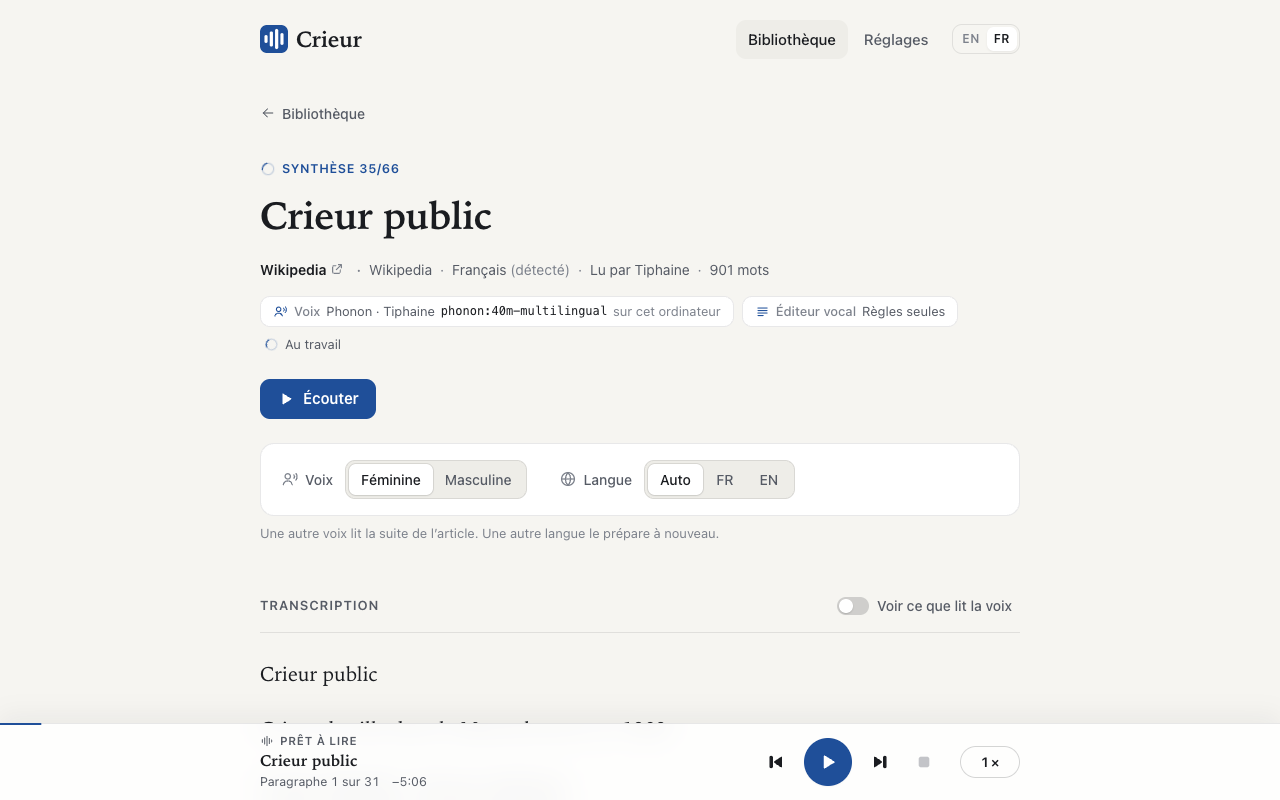 Crieur
Bibliothèque
Réglages
EN FR
← Bibliothèque
SYNTHÈSE 35/66
Crieur public
Wikipedia · Wikipedia · Français (détecté) · Lu par Tiphaine · 901 mots
Voix Phonon · Tiphaine phonon:40m-multilingual sur cet ordinateur
Éditeur vocal Règles seules
Au travail
Écouter
Voix Féminine Masculine
Langue Auto FR EN
Une autre voix lit la suite de l'article. Une autre langue le prépare à nouveau.
TRANSCRIPTION
Voir ce que lit la voix
Crieur public
PRÊT À LIRE
Crieur public
Paragraphe 1 sur 31 −5:06
1×